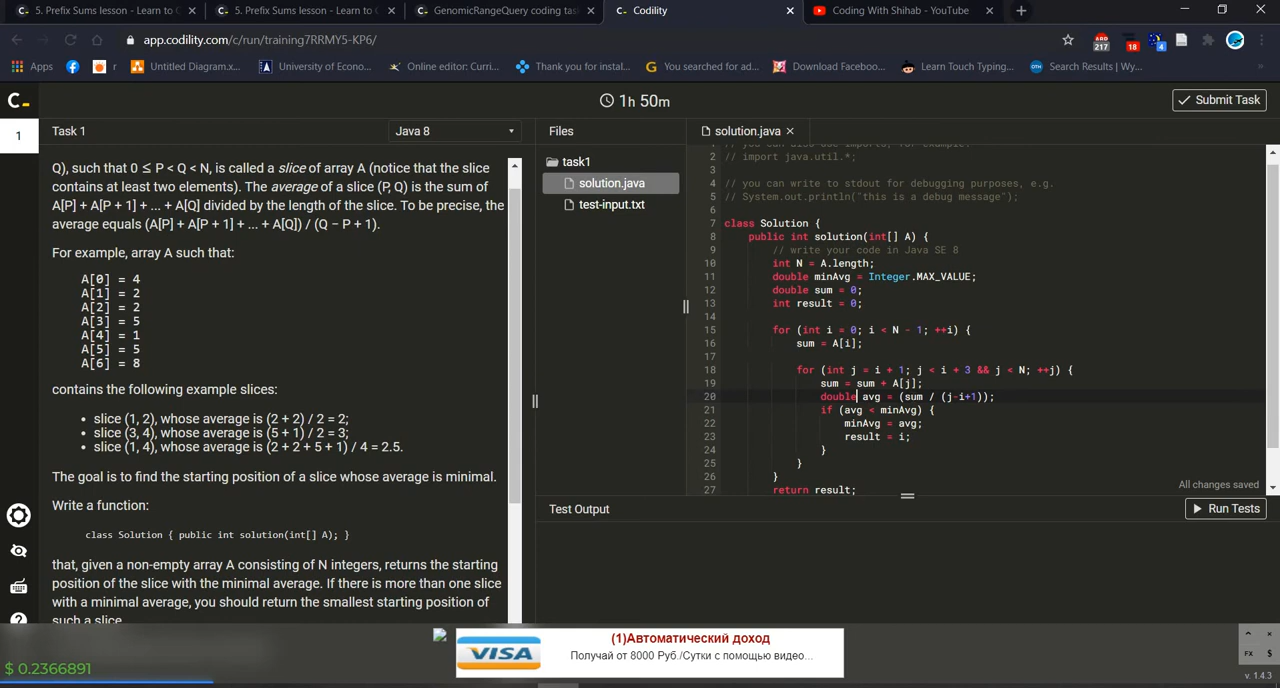 5. Prefix Sums lesson - Learn to C
5. Prefix Sums lesson - Learn to C
GenomicRangeQuery coding tas
Codility
Coding With Shihab - YouTube
app.codility.com/c/run/training7RRMY5-KP6/
217
18
4
Apps
r
Untitled Diagram.x...
University of Econo...
Online editor: Curri...
Thank you for instal...
You searched for ad...
Download Faceboo...
Learn Touch Typing...
Search Results | Wy...
1h 50m
Submit Task
1
Task 1
Java 8
Q), such that 0 ≤ P < Q < N, is called a slice of array A (notice that the slice
contains at least two elements). The average of a slice (P, Q) is the sum of
A[P] + A[P + 1] + ... + A[Q] divided by the length of the slice. To be precise, the
average equals (A[P] + A[P + 1] + ... + A[Q]) / (Q − P + 1).
For example, array A such that:
A[0] = 4
A[1] = 2
A[2] = 2
A[3] = 5
A[4] = 1
A[5] = 5
A[6] = 8
contains the following example slices:
• slice (1, 2), whose average is (2 + 2) / 2 = 2;
• slice (3, 4), whose average is (5 + 1) / 2 = 3;
• slice (1, 4), whose average is (2 + 2 + 5 + 1) / 4 = 2.5.
The goal is to find the starting position of a slice whose average is minimal.
Write a function:
class Solution { public int solution(int[] A); }
that, given a non-empty array A consisting of N integers, returns the starting
position of the slice with the minimal average. If there is more than one slice
with a minimal average, you should return the smallest starting position of
such a slice.
Files
task1
solution.java
test-input.txt
solution.java
2 // import java.util.*;
3
4 // you can write to stdout for debugging purposes, e.g.
5 // System.out.println("this is a debug message");
6
7 class Solution {
8 public int solution(int[] A) {
9 // write your code in Java SE 8
10 int N = A.length;
11 double minAvg = Integer.MAX_VALUE;
12 double sum = 0;
13 int result = 0;
14
15 for (int i = 0; i < N - 1; ++i) {
16 sum = A[i];
17
18 for (int j = i + 1; j < i + 3 && j < N; ++j) {
19 sum = sum + A[j];
20 double avg = (sum / (j-i+1));
21 if (avg < minAvg) {
22 minAvg = avg;
23 result = i;
24 }
25 }
26 }
27 return result;
All changes saved
Test Output
Run Tests
VISA
(1)Автоматический доход
Получай от 8000 Руб./Сутки с помощью видео...
$ 0.2366891
FX $
v. 1.4.3